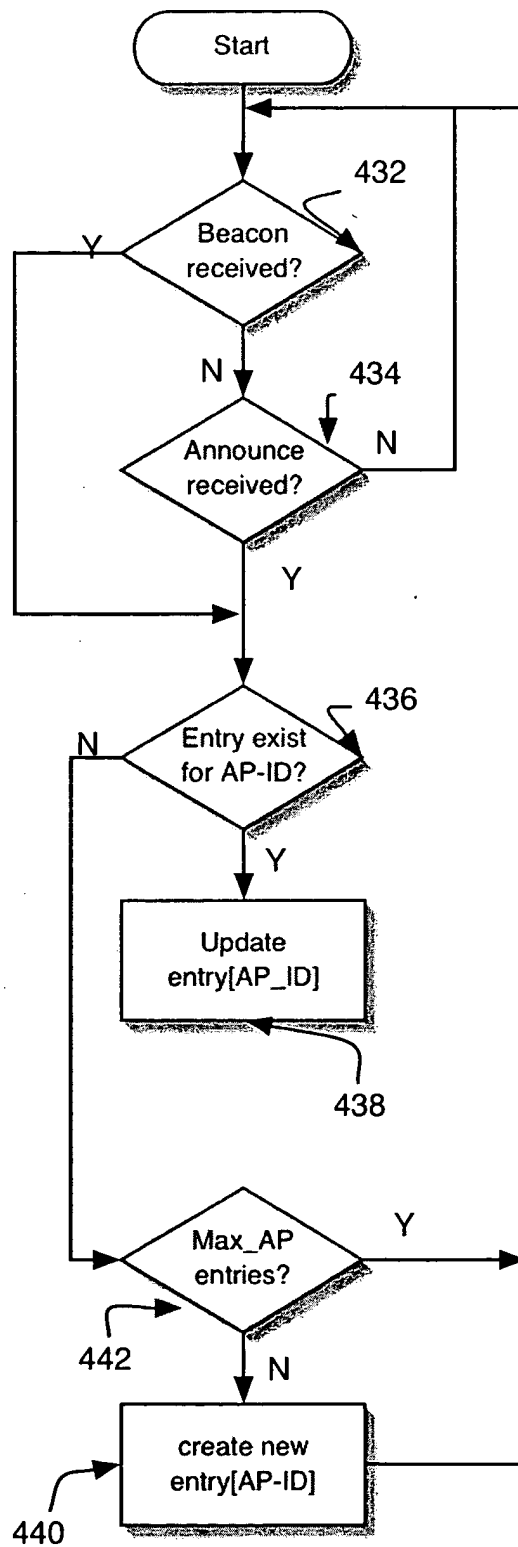 Start
432
Y
Beacon
received?
N
434
Announce
received?
N
Y
436
N
Entry exist
for AP-ID?
Y
Update
entry[AP_ID]
438
Max_AP
entries?
Y
442
N
create new
entry[AP-ID]
440